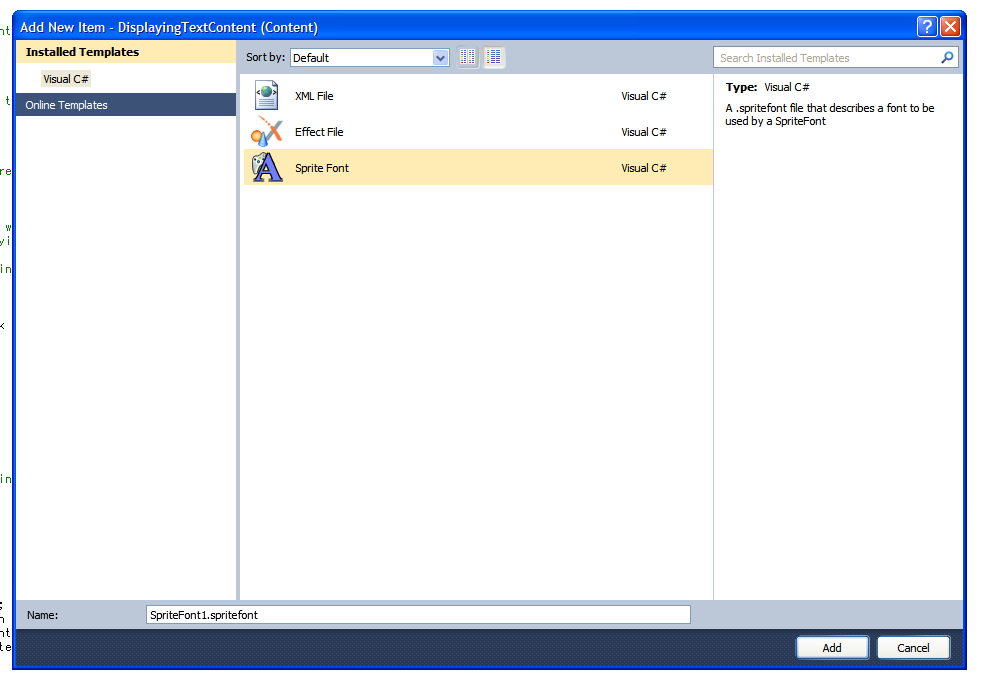 Add New Item - DisplayingTextContent (Content)
Installed Templates
Visual C#
Online Templates
Sort by: Default
Search Installed Templates
XML File Visual C#
Effect File Visual C#
Sprite Font Visual C#
Type: Visual C#
A .spritefont file that describes a font to be
used by a SpriteFont
Name: SpriteFont1.spritefont
Add Cancel